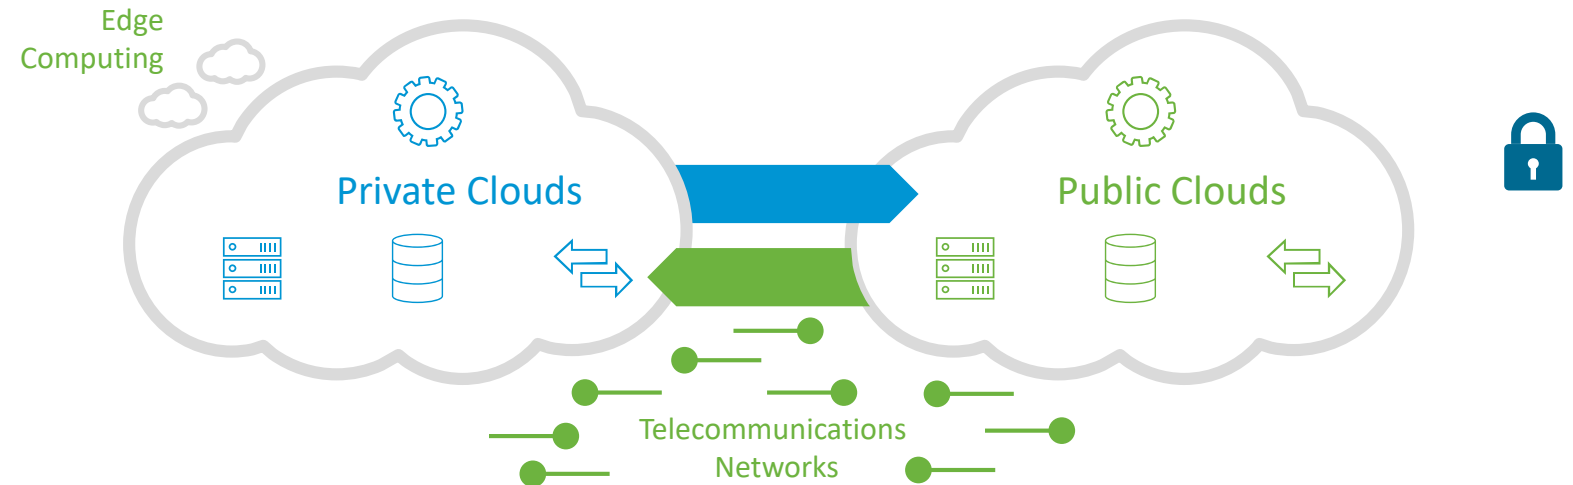 Edge
Computing
Private Clouds
Public Clouds
Telecommunications
Networks